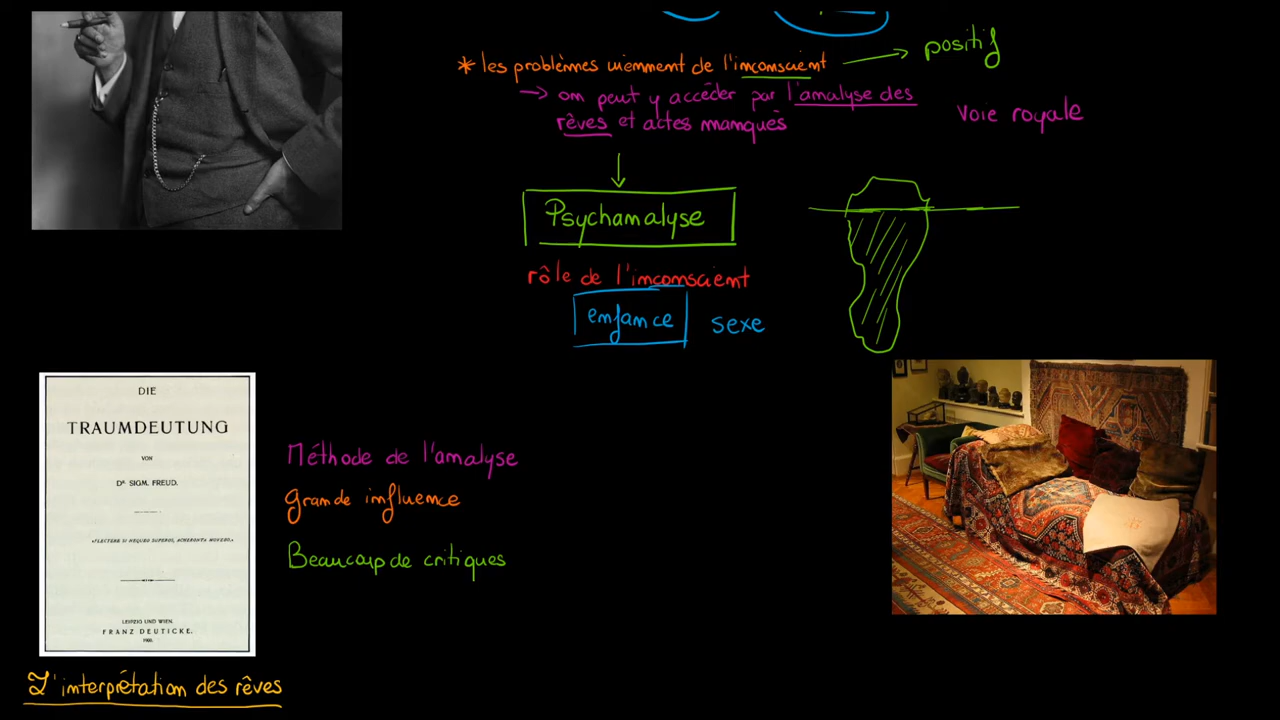 * les problèmes viennent de l'inconscient → positif
→ on peut y accéder par l'analyse des
rêves et actes manqués
voie royale
Psychanalyse
rôle de l'inconscient
enfance
sexe
DIE
TRAUMDEUTUNG
VON
DR. SIGM. FREUD.
«FLECTERE SI NEQUEO SUPEROS, ACHERONTA MOVEBO.»
LEIPZIG UND WIEN.
FRANZ DEUTICKE.
1900.
Méthode de l'analyse
Grande influence
Beaucoup de critiques
L'interprétation des rêves